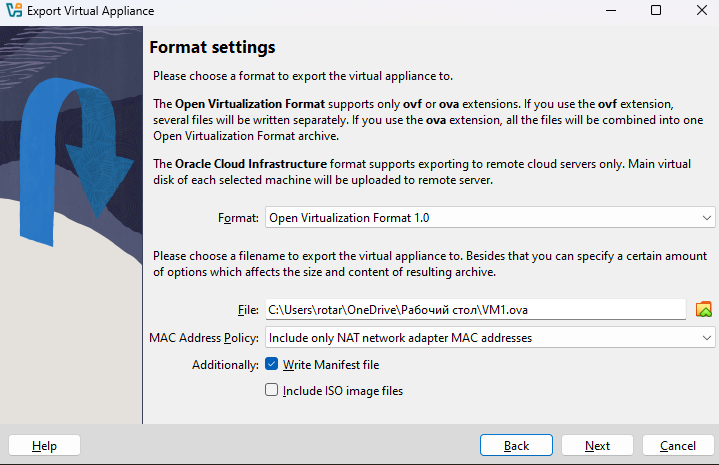 Export Virtual Appliance
Format settings
Please choose a format to export the virtual appliance to.
The Open Virtualization Format supports only ovf or ova extensions. If you use the ovf extension,
several files will be written separately. If you use the ova extension, all the files will be combined into one
Open Virtualization Format archive.
The Oracle Cloud Infrastructure format supports exporting to remote cloud servers only. Main virtual
disk of each selected machine will be uploaded to remote server.
Format: Open Virtualization Format 1.0
Please choose a filename to export the virtual appliance to. Besides that you can specify a certain amount
of options which affects the size and content of resulting archive.
File: C:\Users\rotar\OneDrive\Рабочий стол\VM1.ova
MAC Address Policy: Include only NAT network adapter MAC addresses
Additionally: Write Manifest file
Include ISO image files
Help Back Next Cancel